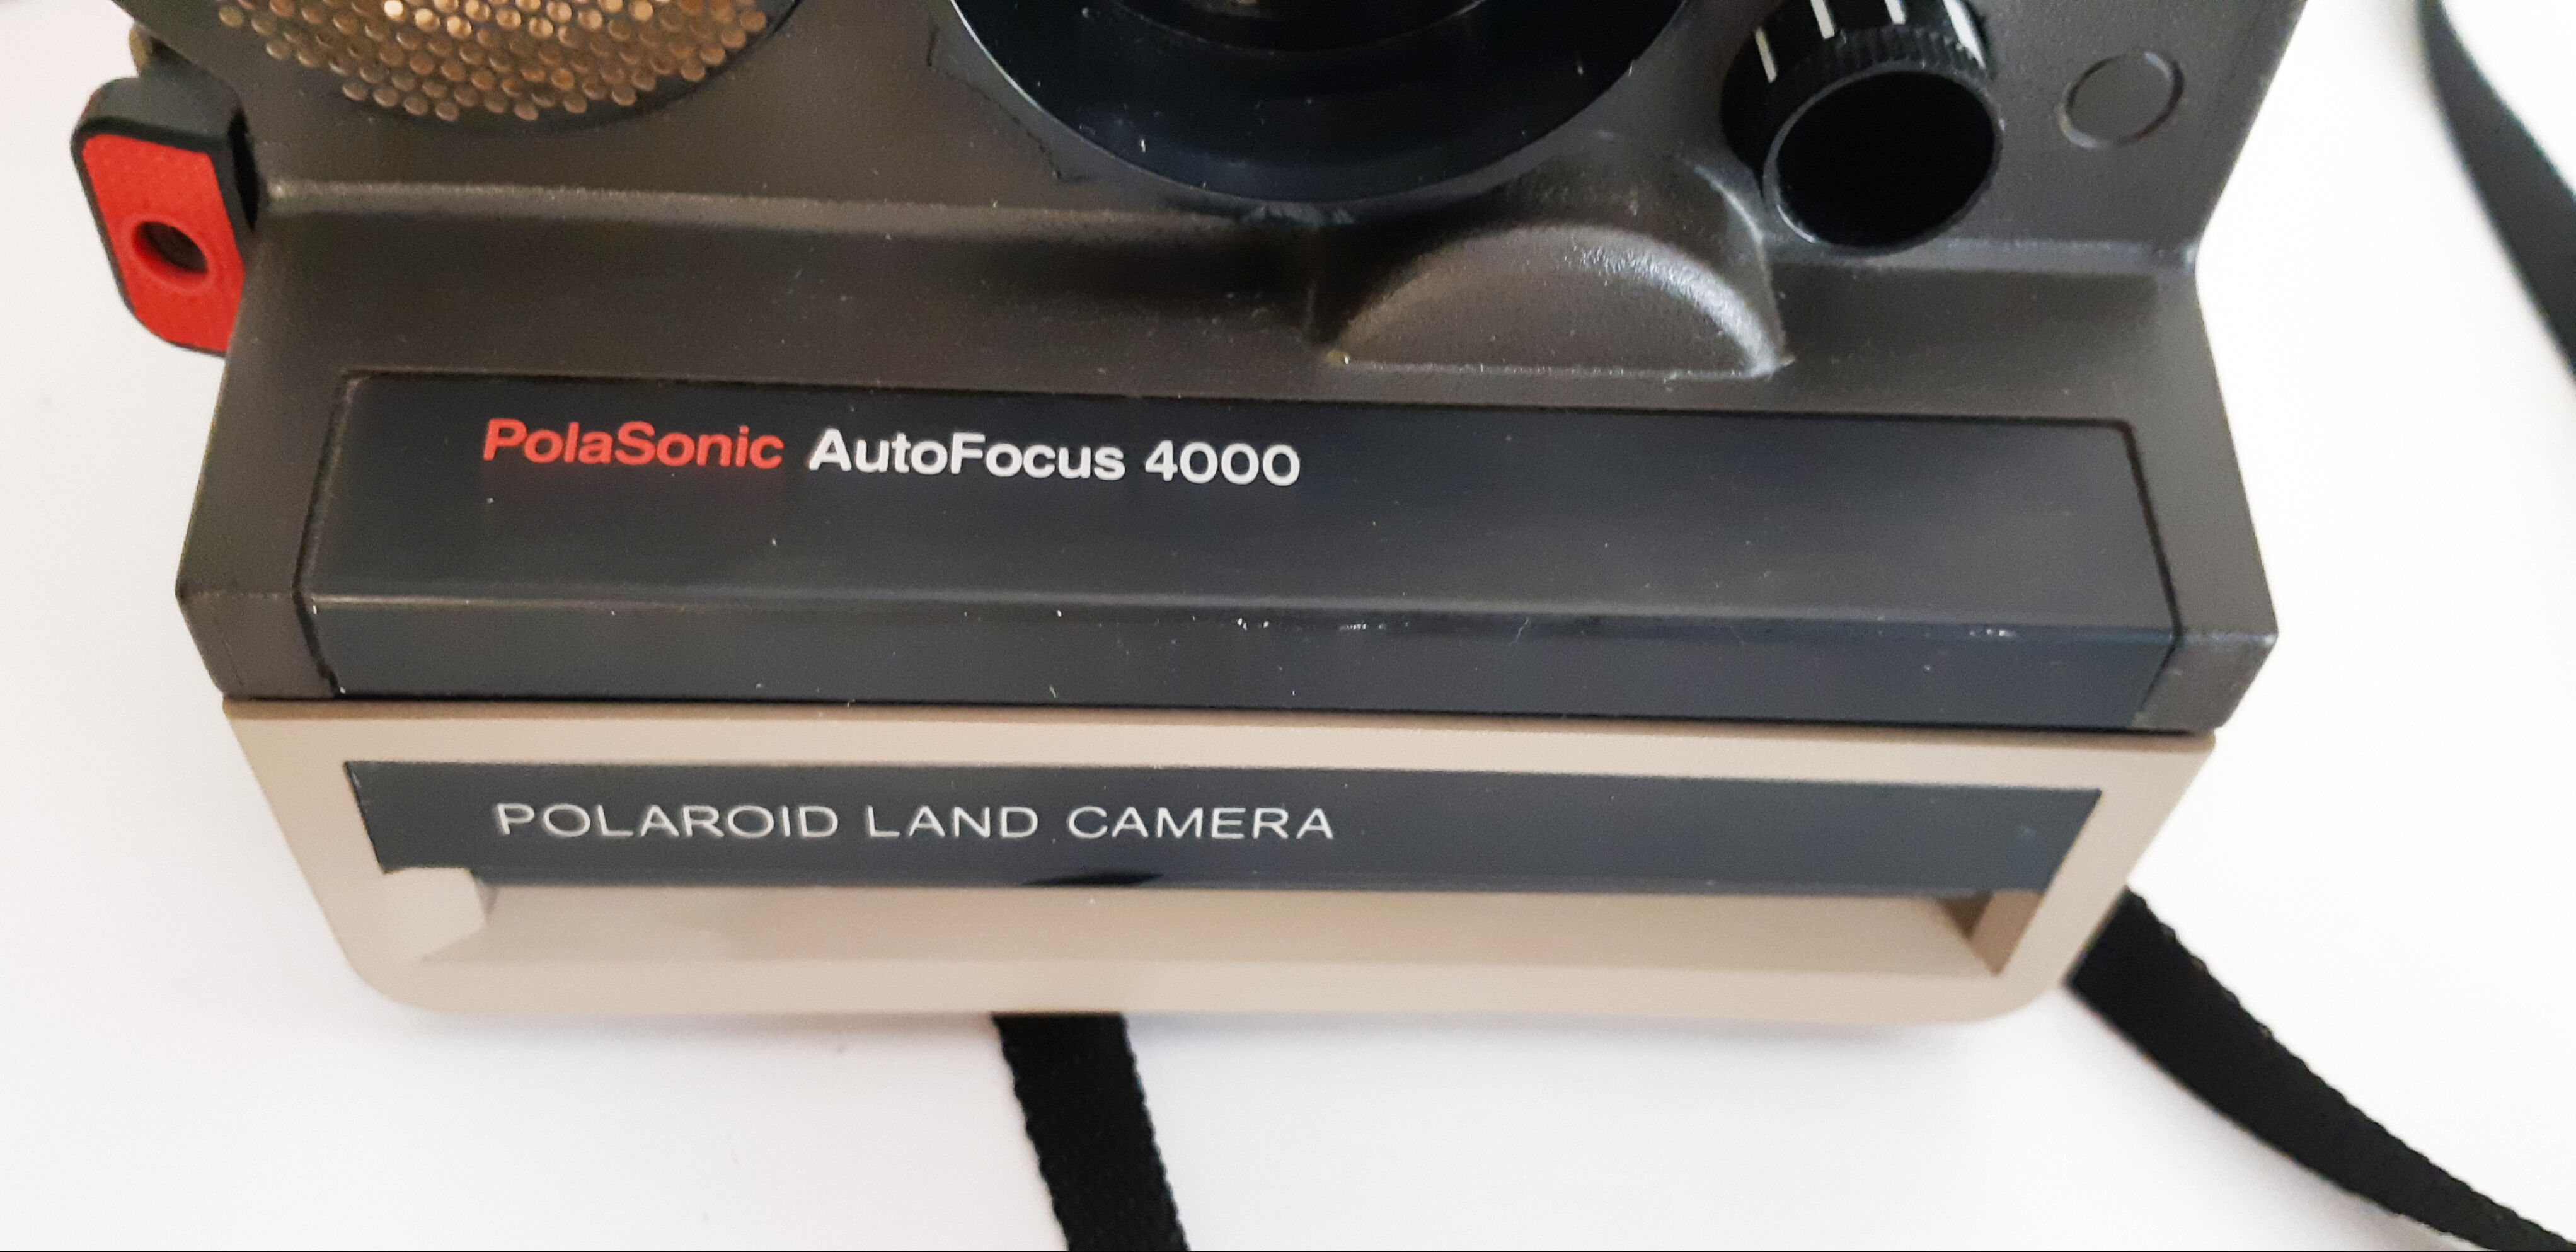 PolaSonic AutoFocus 4000
POLAROID LAND CAMERA